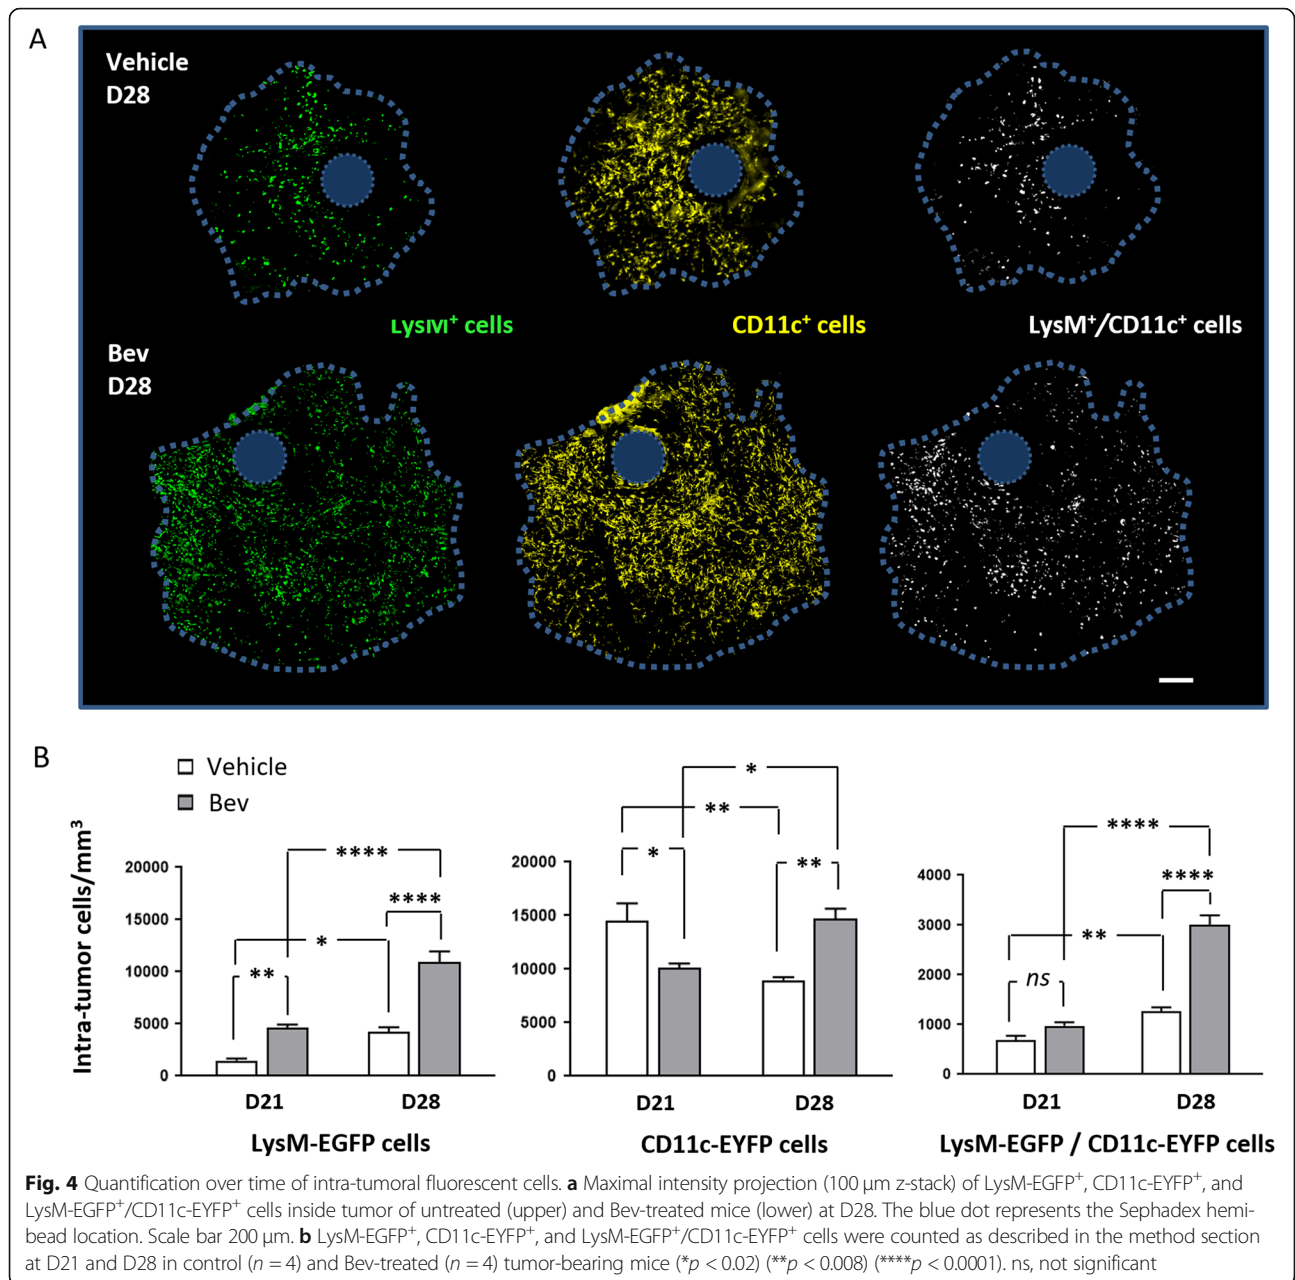 A
Vehicle
D28
LysM⁺ cells
CD11c⁺ cells
LysM⁺/CD11c⁺ cells
Bev
D28
B
Vehicle
Bev
Intra-tumor cells/mm³
20000
15000
10000
5000
0
**
*
****
****
D21
D28
LysM-EGFP cells
20000
15000
10000
5000
0
*
**
*
**
D21
D28
CD11c-EYFP cells
4000
3000
2000
1000
0
ns
**
****
****
D21
D28
LysM-EGFP / CD11c-EYFP cells
Fig. 4 Quantification over time of intra-tumoral fluorescent cells. a Maximal intensity projection (100 μm z-stack) of LysM-EGFP⁺, CD11c-EYFP⁺, and
LysM-EGFP⁺/CD11c-EYFP⁺ cells inside tumor of untreated (upper) and Bev-treated mice (lower) at D28. The blue dot represents the Sephadex hemi-
bead location. Scale bar 200 μm. b LysM-EGFP⁺, CD11c-EYFP⁺, and LysM-EGFP⁺/CD11c-EYFP⁺ cells were counted as described in the method section
at D21 and D28 in control (n = 4) and Bev-treated (n = 4) tumor-bearing mice (*p < 0.02) (**p < 0.008) (****p < 0.0001). ns, not significant